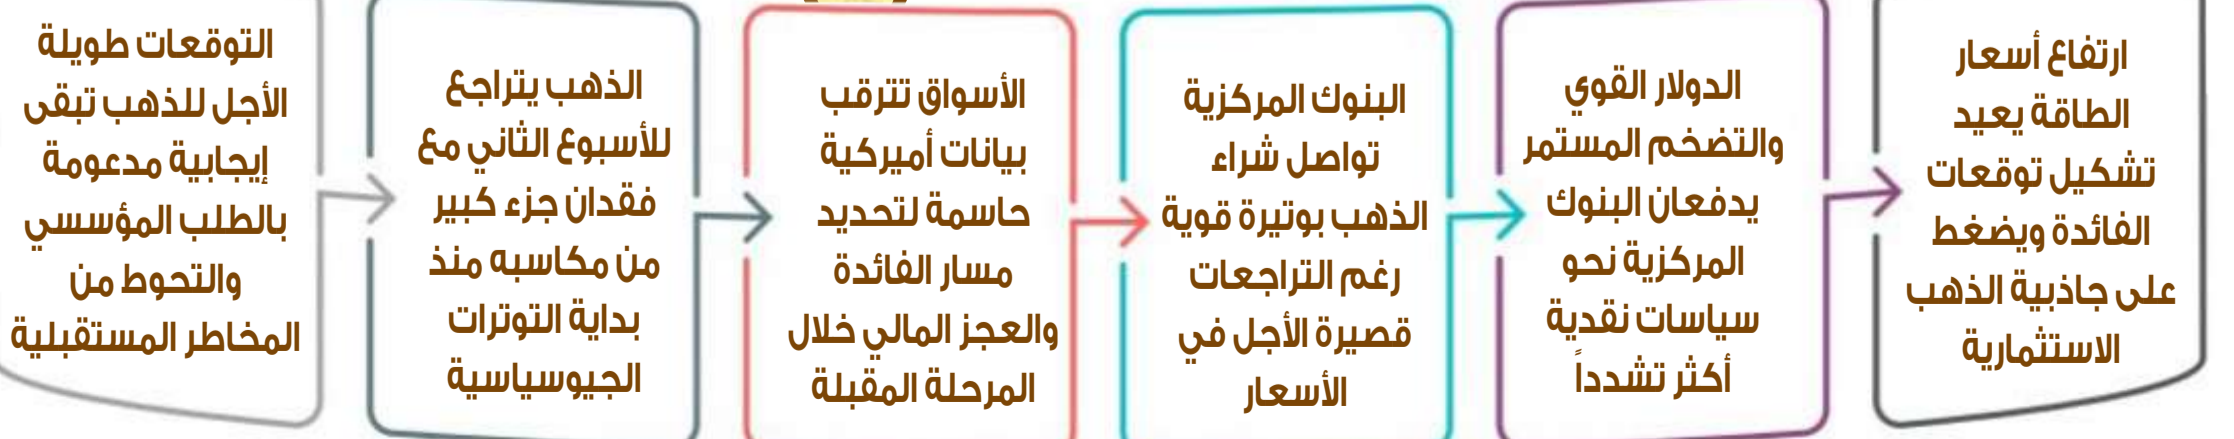 ارتفاع أسعار
الطاقة يعيد
تشكيل توقعات
الفائدة ويضغط
على جاذبية الذهب
الاستثمارية
الدولار القوي
والتضخم المستمر
يدفعان البنوك
المركزية نحو
سياسات نقدية
أكثر تشدداً
البنوك المركزية
تواصل شراء
الذهب بوتيرة قوية
رغم التراجعات
قصيرة الأجل في
الأسعار
الأسواق تترقب
بيانات أميركية
حاسمة لتحديد
مسار الفائدة
والعجز المالي خلال
المرحلة المقبلة
الذهب يتراجع
للأسبوع الثاني مع
فقدان جزء كبير
من مكاسبه منذ
بداية التوترات
الجيوسياسية
التوقعات طويلة
الأجل للذهب تبقى
إيجابية مدعومة
بالطلب المؤسسي
والتحوط من
المخاطر المستقبلية